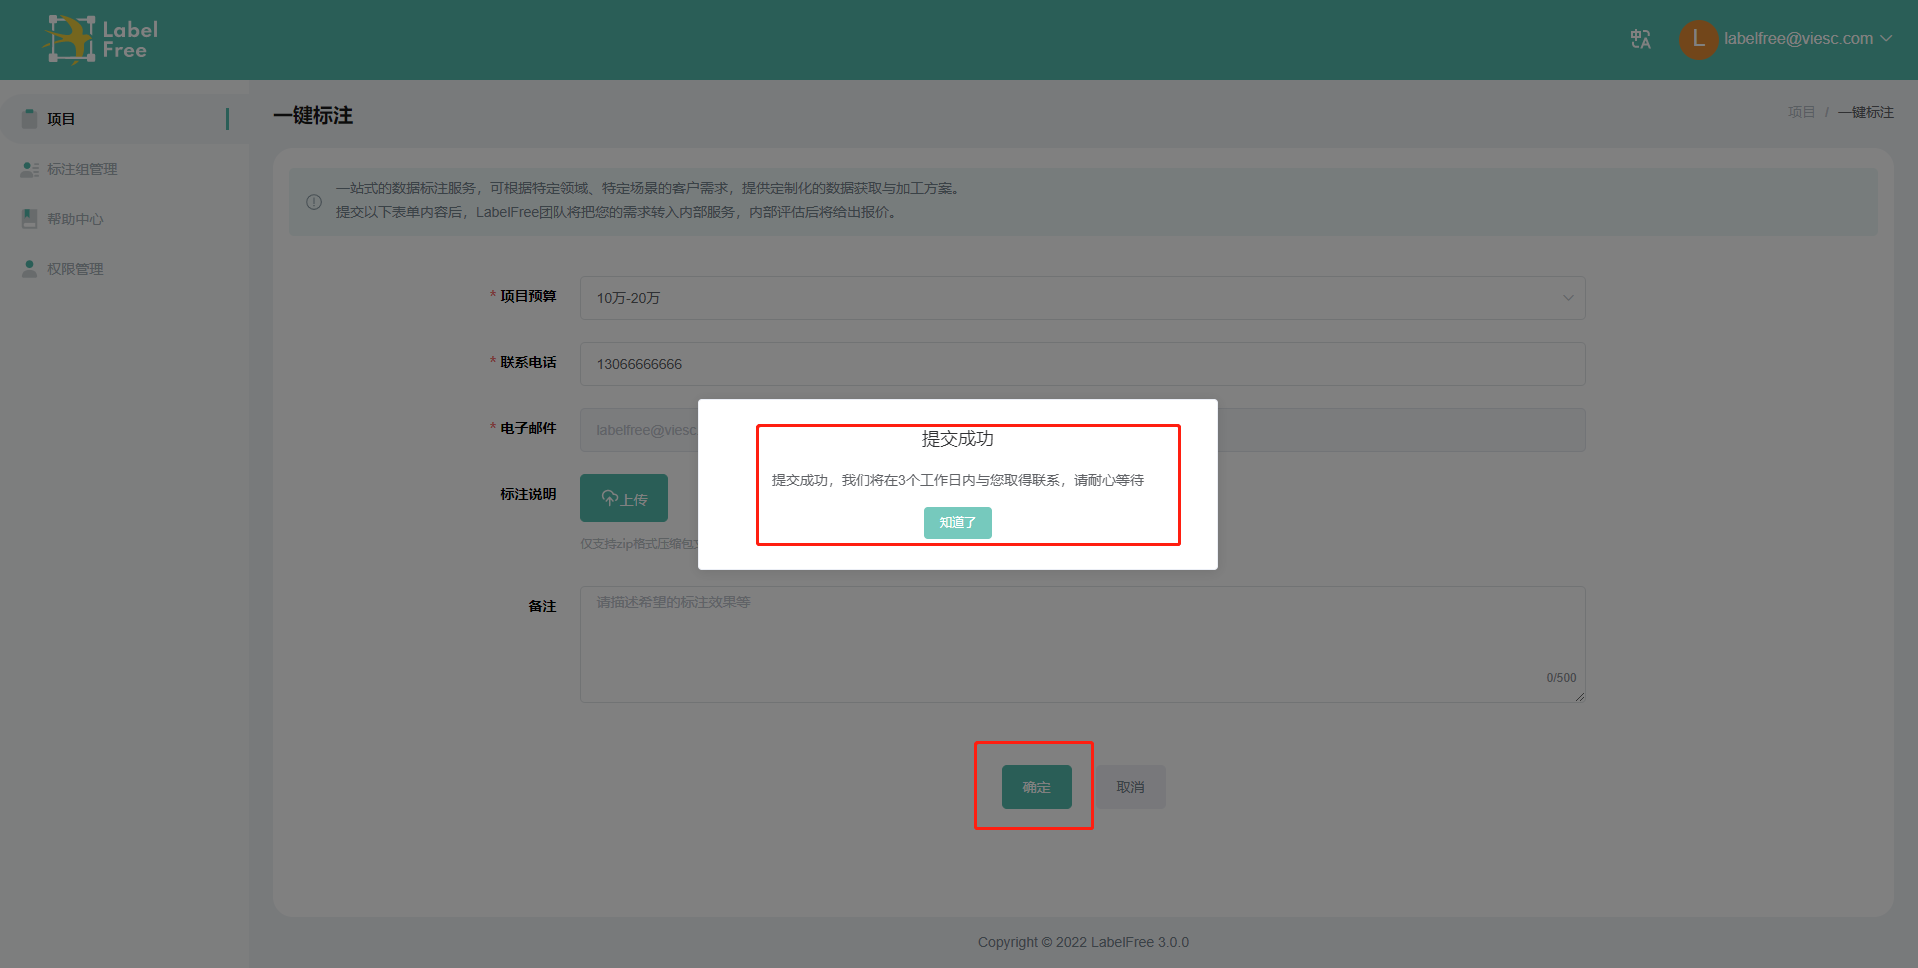 Label
Free
L
labelfree@viesc.com
项目
标注组管理
帮助中心
权限管理
一键标注
项目 / 一键标注
一站式的数据标注服务，可根据特定领域、特定场景的客户需求，提供定制化的数据获取与加工方案。
提交以下表单内容后，LabelFree团队将把您的需求转入内部服务，内部评估后将给出报价。
* 项目预算
10万-20万
* 联系电话
13066666666
* 电子邮件
labelfree@viesc
标注说明
上传
仅支持zip格式压缩包
提交成功
提交成功，我们将在3个工作日内与您取得联系，请耐心等待
知道了
备注
请描述希望的标注效果等
0/500
确定
取消
Copyright © 2022 LabelFree 3.0.0